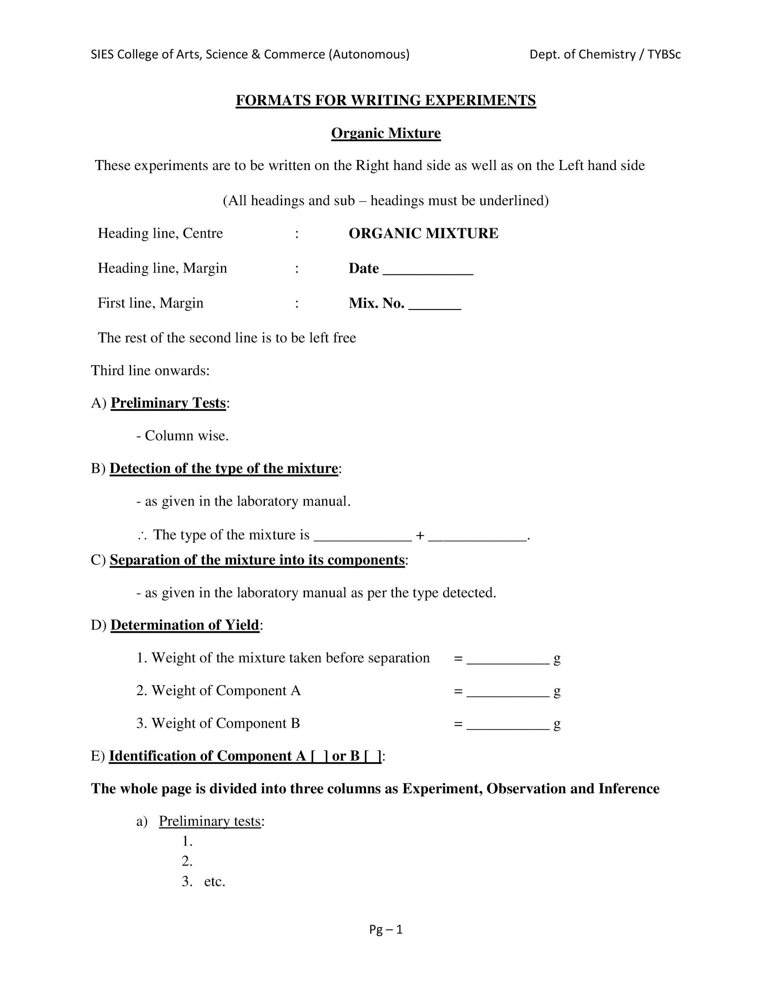 SIES College of Arts, Science & Commerce (Autonomous) Dept. of Chemistry / TYBSc
FORMATS FOR WRITING EXPERIMENTS
Organic Mixture
These experiments are to be written on the Right hand side as well as on the Left hand side
(All headings and sub – headings must be underlined)
Heading line, Centre : ORGANIC MIXTURE
Heading line, Margin : Date ____________
First line, Margin : Mix. No. _______
The rest of the second line is to be left free
Third line onwards:
A) Preliminary Tests:
- Column wise.
B) Detection of the type of the mixture:
- as given in the laboratory manual.
∴ The type of the mixture is _____________ + _____________.
C) Separation of the mixture into its components:
- as given in the laboratory manual as per the type detected.
D) Determination of Yield:
1. Weight of the mixture taken before separation = ___________ g
2. Weight of Component A = ___________ g
3. Weight of Component B = ___________ g
E) Identification of Component A [ ] or B [ ]:
The whole page is divided into three columns as Experiment, Observation and Inference
a) Preliminary tests:
1.
2.
3. etc.
Pg – 1